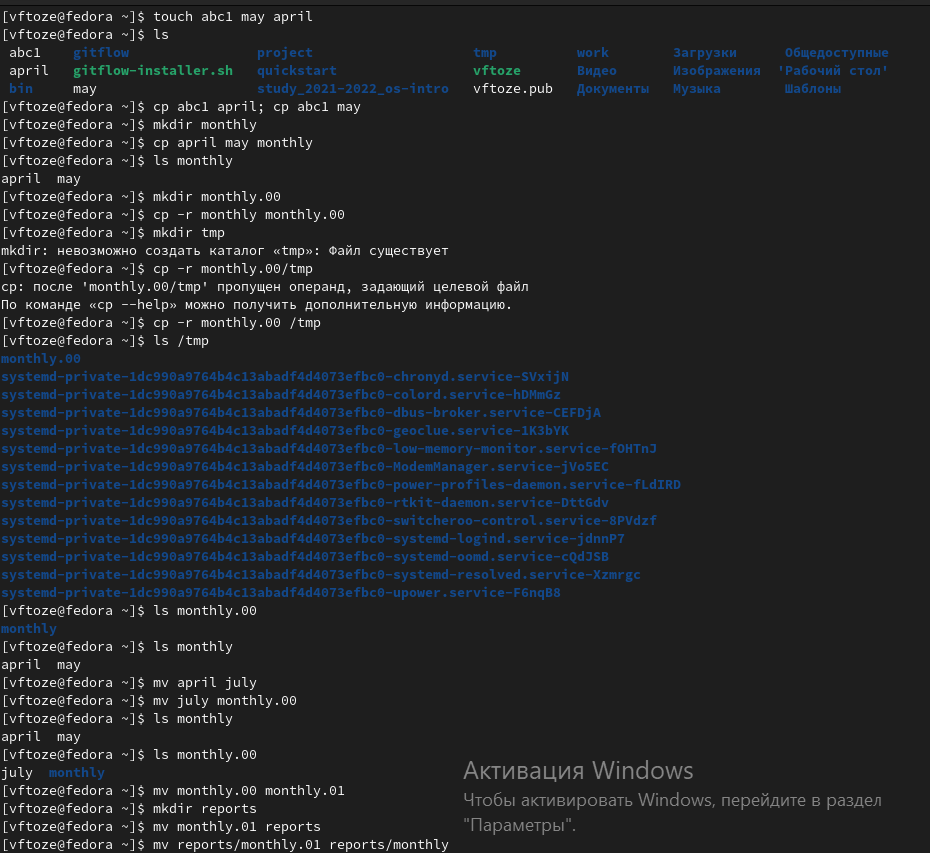 [vftoze@fedora ~]$ touch abc1 may april
[vftoze@fedora ~]$ ls
abc1 gitflow project tmp work Загрузки Общедоступные
april gitflow-installer.sh quickstart vftoze Видео Изображения 'Рабочий стол'
bin may study_2021-2022_os-intro vftoze.pub Документы Музыка Шаблоны
[vftoze@fedora ~]$ cp abc1 april; cp abc1 may
[vftoze@fedora ~]$ mkdir monthly
[vftoze@fedora ~]$ cp april may monthly
[vftoze@fedora ~]$ ls monthly
april may
[vftoze@fedora ~]$ mkdir monthly.00
[vftoze@fedora ~]$ cp -r monthly monthly.00
[vftoze@fedora ~]$ mkdir tmp
mkdir: невозможно создать каталог «tmp»: Файл существует
[vftoze@fedora ~]$ cp -r monthly.00/tmp
cp: после 'monthly.00/tmp' пропущен операнд, задающий целевой файл
По команде «cp --help» можно получить дополнительную информацию.
[vftoze@fedora ~]$ cp -r monthly.00 /tmp
[vftoze@fedora ~]$ ls /tmp
monthly.00
systemd-private-1dc990a9764b4c13abadf4d4073efbc0-chronyd.service-SVxijN
systemd-private-1dc990a9764b4c13abadf4d4073efbc0-colord.service-hDMmGz
systemd-private-1dc990a9764b4c13abadf4d4073efbc0-dbus-broker.service-CEFDjA
systemd-private-1dc990a9764b4c13abadf4d4073efbc0-geoclue.service-1K3bYK
systemd-private-1dc990a9764b4c13abadf4d4073efbc0-low-memory-monitor.service-fOHTnJ
systemd-private-1dc990a9764b4c13abadf4d4073efbc0-ModemManager.service-jVo5EC
systemd-private-1dc990a9764b4c13abadf4d4073efbc0-power-profiles-daemon.service-fLdIRD
systemd-private-1dc990a9764b4c13abadf4d4073efbc0-rtkit-daemon.service-DttGdv
systemd-private-1dc990a9764b4c13abadf4d4073efbc0-switcheroo-control.service-8PVdzf
systemd-private-1dc990a9764b4c13abadf4d4073efbc0-systemd-logind.service-jdnnP7
systemd-private-1dc990a9764b4c13abadf4d4073efbc0-systemd-oomd.service-cQdJSB
systemd-private-1dc990a9764b4c13abadf4d4073efbc0-systemd-resolved.service-Xzmrgc
systemd-private-1dc990a9764b4c13abadf4d4073efbc0-upower.service-F6nqB8
[vftoze@fedora ~]$ ls monthly.00
monthly
[vftoze@fedora ~]$ ls monthly
april may
[vftoze@fedora ~]$ mv april july
[vftoze@fedora ~]$ mv july monthly.00
[vftoze@fedora ~]$ ls monthly
april may
[vftoze@fedora ~]$ ls monthly.00
july monthly
[vftoze@fedora ~]$ mv monthly.00 monthly.01
[vftoze@fedora ~]$ mkdir reports
[vftoze@fedora ~]$ mv monthly.01 reports
[vftoze@fedora ~]$ mv reports/monthly.01 reports/monthly
Активация Windows
Чтобы активировать Windows, перейдите в раздел
"Параметры".